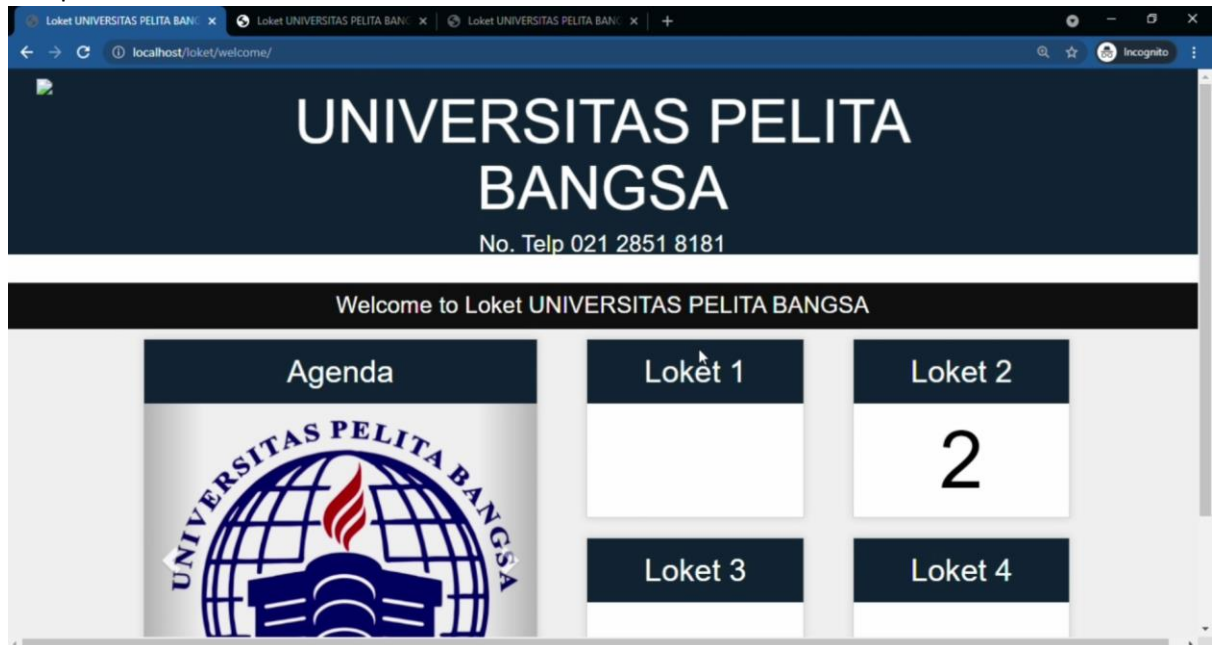 Loket UNIVERSITAS PELITA BANG
Loket UNIVERSITAS PELITA BANG
Loket UNIVERSITAS PELITA BANG
localhost/loket/welcome/
Incognito
UNIVERSITAS PELITA
BANGSA
No. Telp 021 2851 8181
Welcome to Loket UNIVERSITAS PELITA BANGSA
Agenda
Loket 1
Loket 2
UNIVERSITAS PELITA BANGSA
2
Loket 3
Loket 4